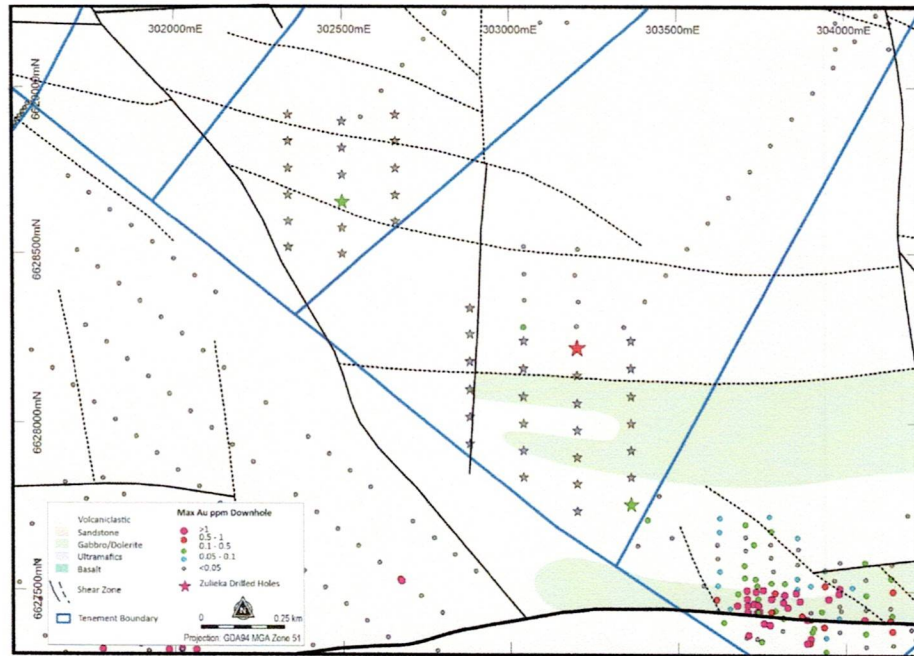 302000mE 302500mE 303000mE 303500mE 304000mE
6629000mN
6628500mN
6628000mN
6627500mN
Volcaniclastic
Sandstone
Gabbro/Dolerite
Ultramafics
Basalt
Shear Zone
Tenement Boundary
Max Au ppm Downhole
>1
0.5 - 1
0.1 - 0.5
0.05 - 0.1
<0.05
Zulieka Drilled Holes
N
0 0.25 km
Projection: GDA94 MGA Zone 51